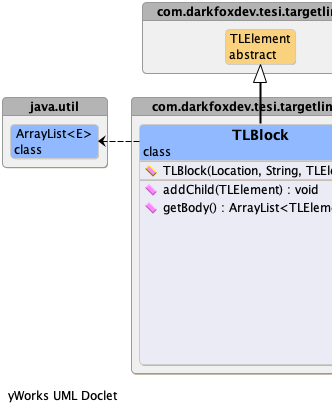 com.darkfoxdev.tesi.targetlin
TLElement
abstract
java.util
ArrayList<E>
class
com.darkfoxdev.tesi.targetlin
TLBlock
class
TLBlock(Location, String, TLEle
addChild(TLElement) : void
getBody() : ArrayList<TLEleme
yWorks UML Doclet